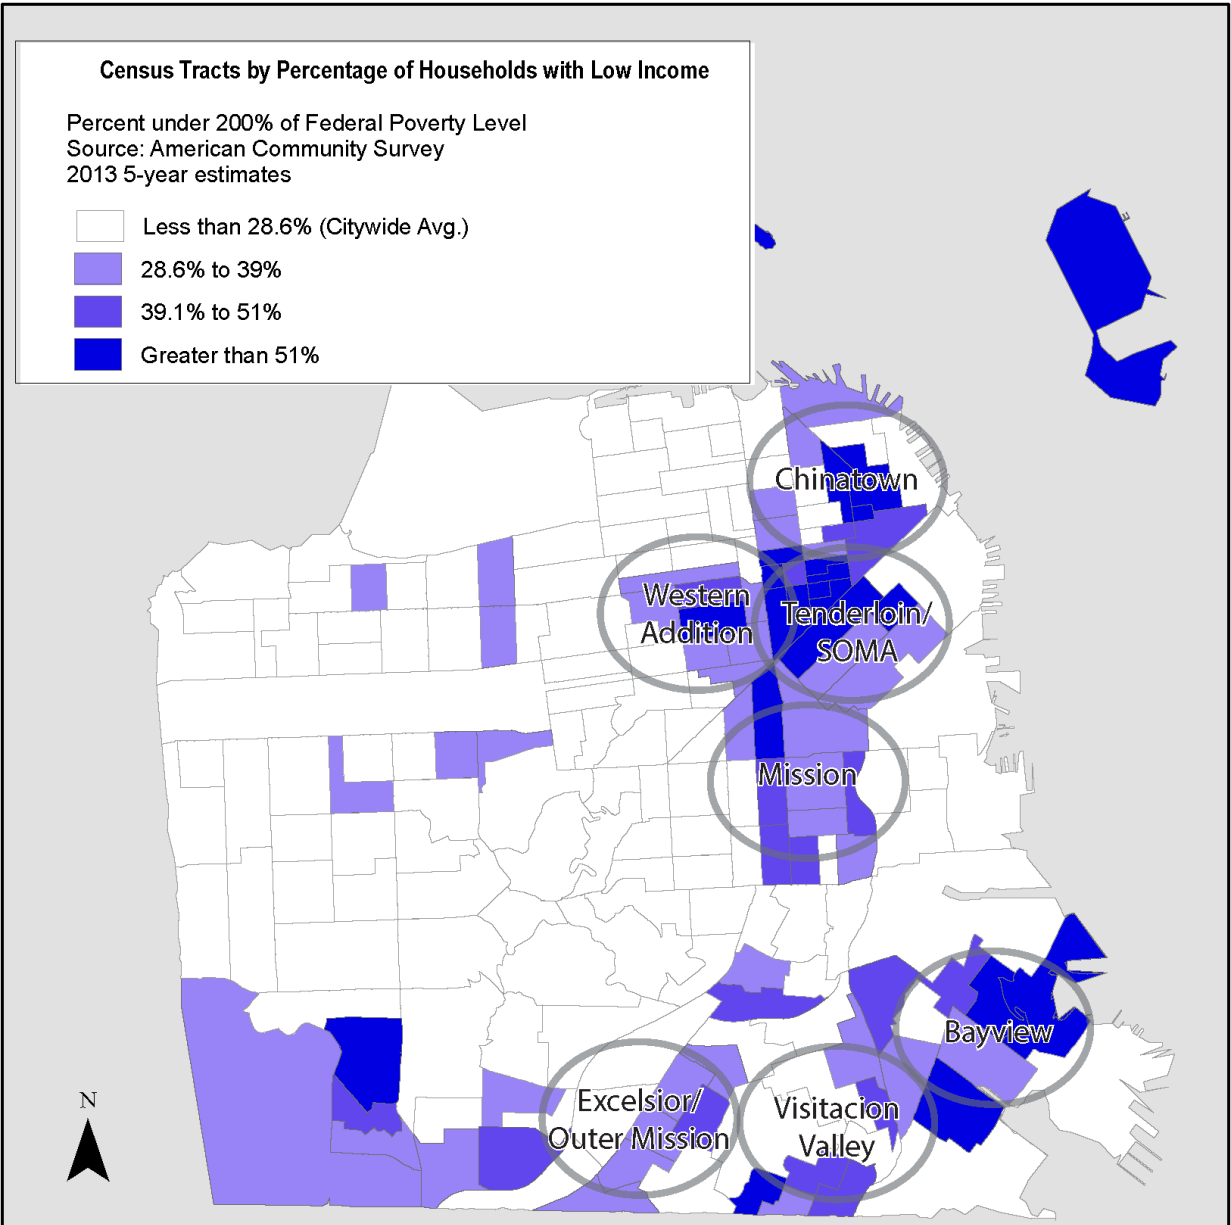 Census Tracts by Percentage of Households with Low Income
Percent under 200% of Federal Poverty Level
Source: American Community Survey
2013 5-year estimates
Less than 28.6% (Citywide Avg.)
28.6% to 39%
39.1% to 51%
Greater than 51%
Chinatown
Western
Addition
Tenderloin/
SOMA
Mission
Bayview
Excelsior/
Outer Mission
Visitacion
Valley
N